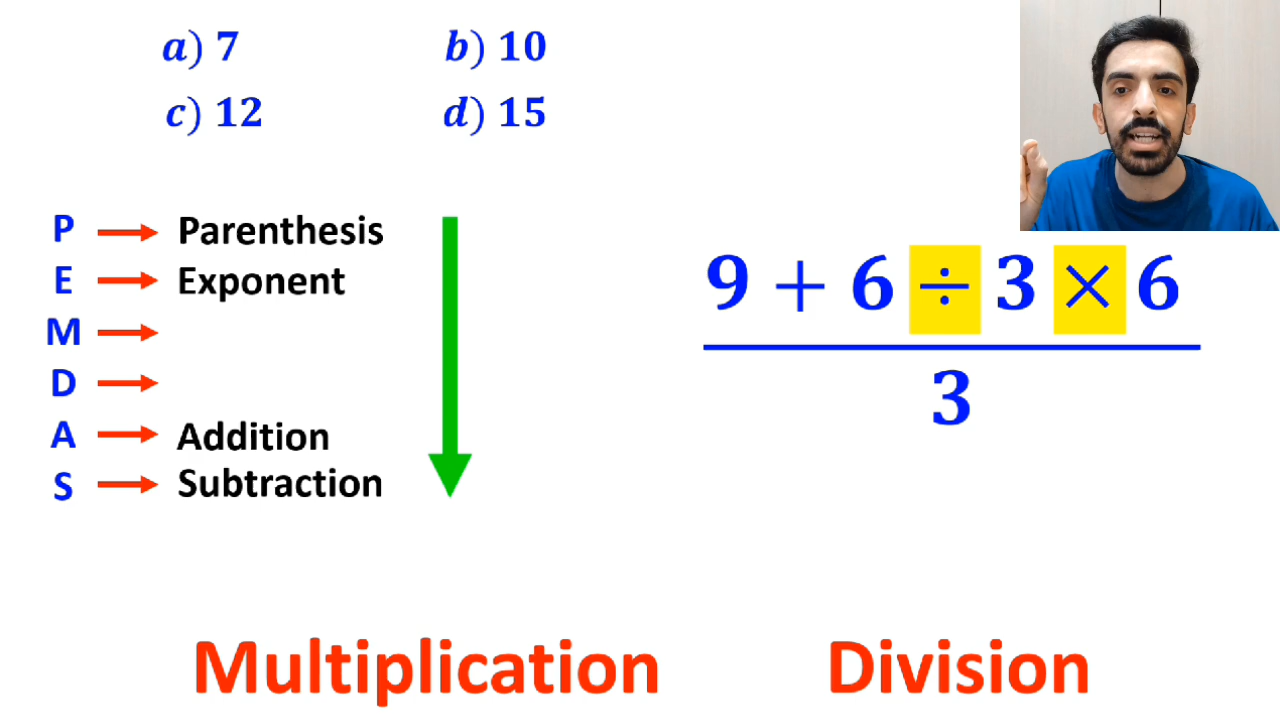 a) 7 b) 10
c) 12 d) 15
P → Parenthesis
E → Exponent
M →
D →
A → Addition
S → Subtraction
9 + 6 ÷ 3 × 6
3
Multiplication Division